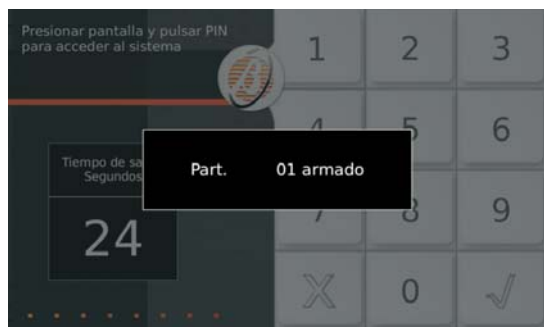 Presionar pantalla y pulsar PIN
para acceder al sistema
1 2 3
5 6
Tiempo de
Segundos
Part. 01 armado
24
8 9
X 0 √